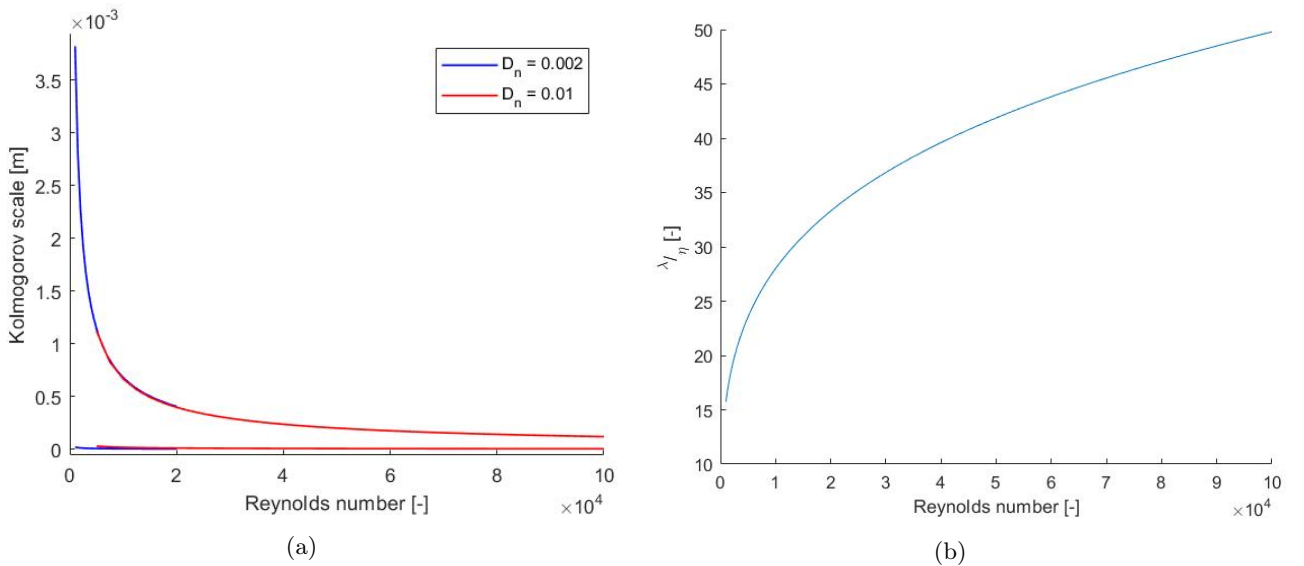 ×10⁻³
3.5
3
2.5
2
1.5
1
0.5
0
Kolmogorov scale [m]
D_n = 0.002
D_n = 0.01
0 2 4 6 8 10
×10⁴
Reynolds number [-]
(a)
50
45
40
35
30
25
20
15
10
λ/η [-]
0 1 2 3 4 5 6 7 8 9 10
×10⁴
Reynolds number [-]
(b)